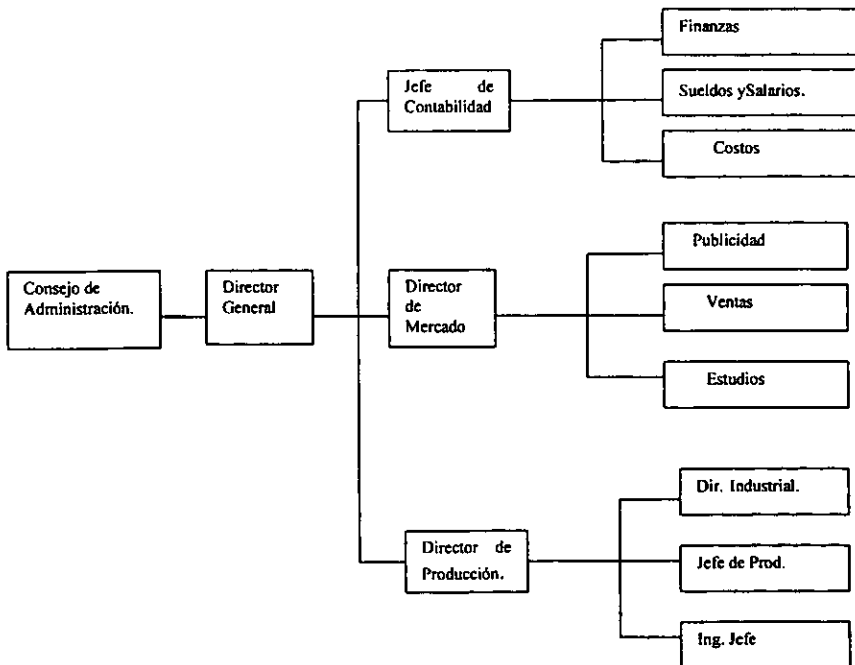 Finanzas
Jefe de
Contabilidad
Sueldos ySalarios.
Costos
Consejo de
Administración.
Director
General
Director
de
Mercado
Publicidad
Ventas
Estudios
Director de
Producción.
Dir. Industrial.
Jefe de Prod.
Ing. Jefe